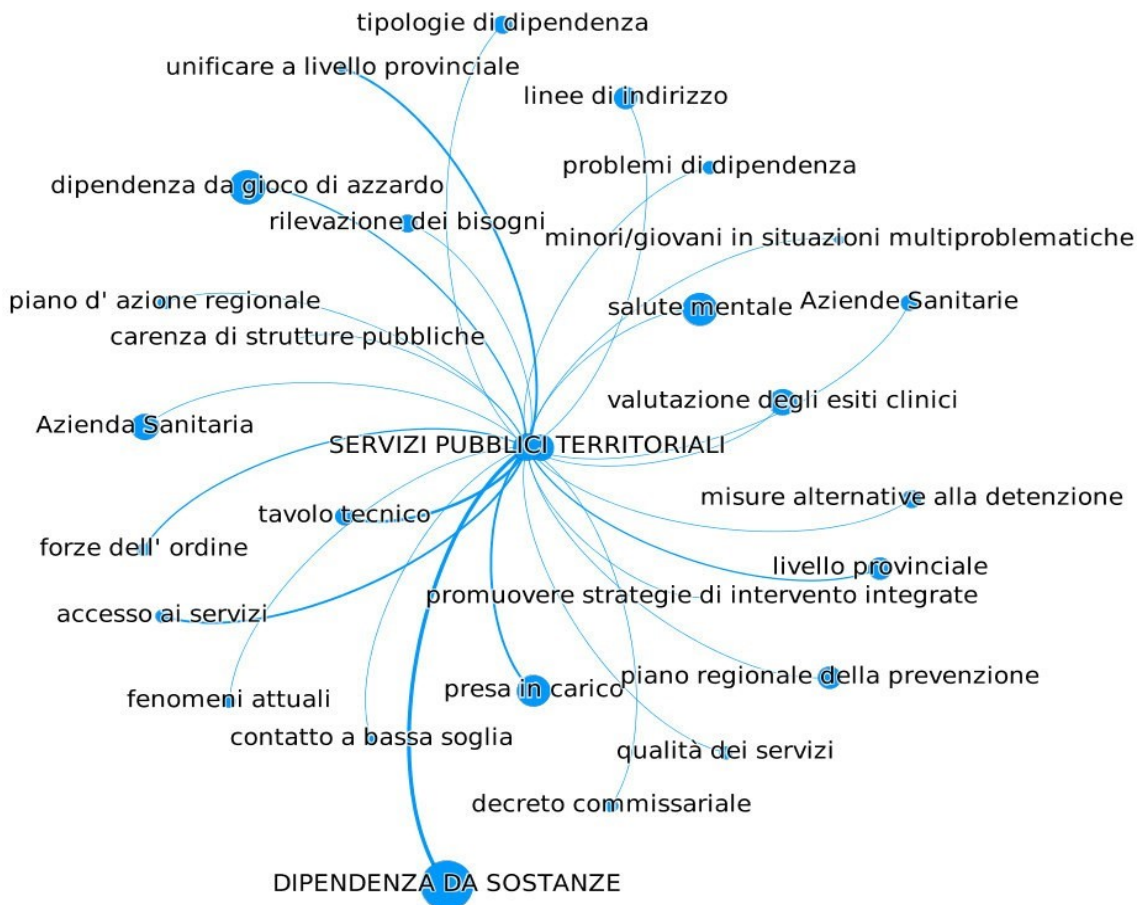 tipologie di dipendenza
unificare a livello provinciale
linee di indirizzo
problemi di dipendenza
dipendenza da gioco di azzardo
rilevazione dei bisogni
minori/giovani in situazioni multiproblematiche
piano d' azione regionale
salute mentale
Aziende Sanitarie
carenza di strutture pubbliche
valutazione degli esiti clinici
Azienda Sanitaria
SERVIZI PUBBLICI TERRITORIALI
misure alternative alla detenzione
tavolo tecnico
forze dell' ordine
livello provinciale
promuovere strategie di intervento integrate
accesso ai servizi
piano regionale della prevenzione
presa in carico
fenomeni attuali
contatto a bassa soglia
qualità dei servizi
decreto commissariale
DIPENDENZA DA SOSTANZE